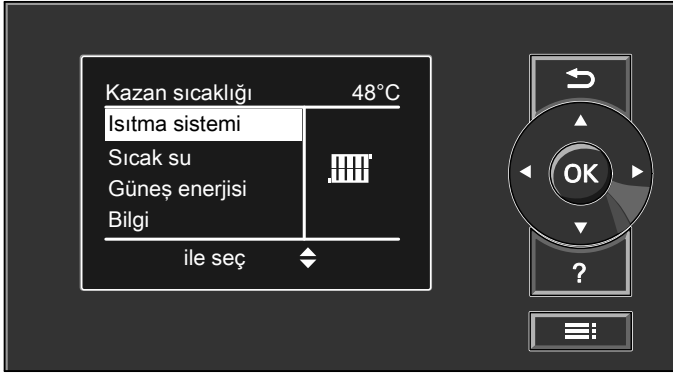 Kazan sıcaklığı 48°C
Isıtma sistemi
Sıcak su
Güneş enerjisi
Bilgi
ile seç
OK
?